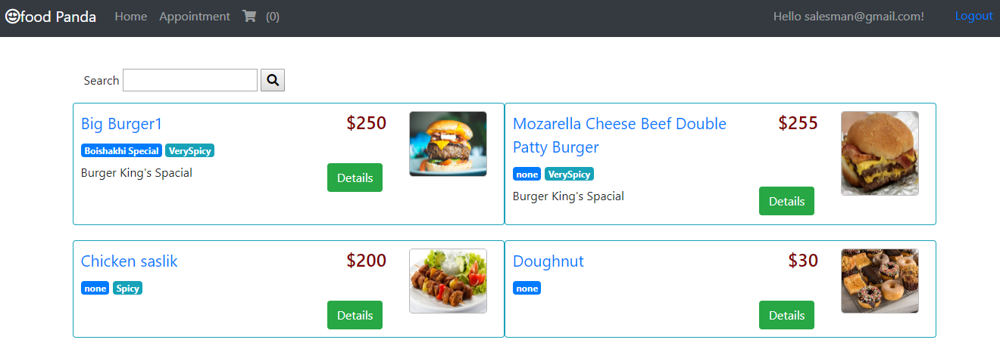 food Panda Home Appointment (0) Hello salesman@gmail.com! Logout
Search
Big Burger1 $250
Boishakhi Special VerySpicy
Burger King's Spacial
Details
Mozarella Cheese Beef Double
Patty Burger
$255
none VerySpicy
Burger King's Spacial
Details
Chicken saslik $200
none Spicy
Details
Doughnut $30
none
Details